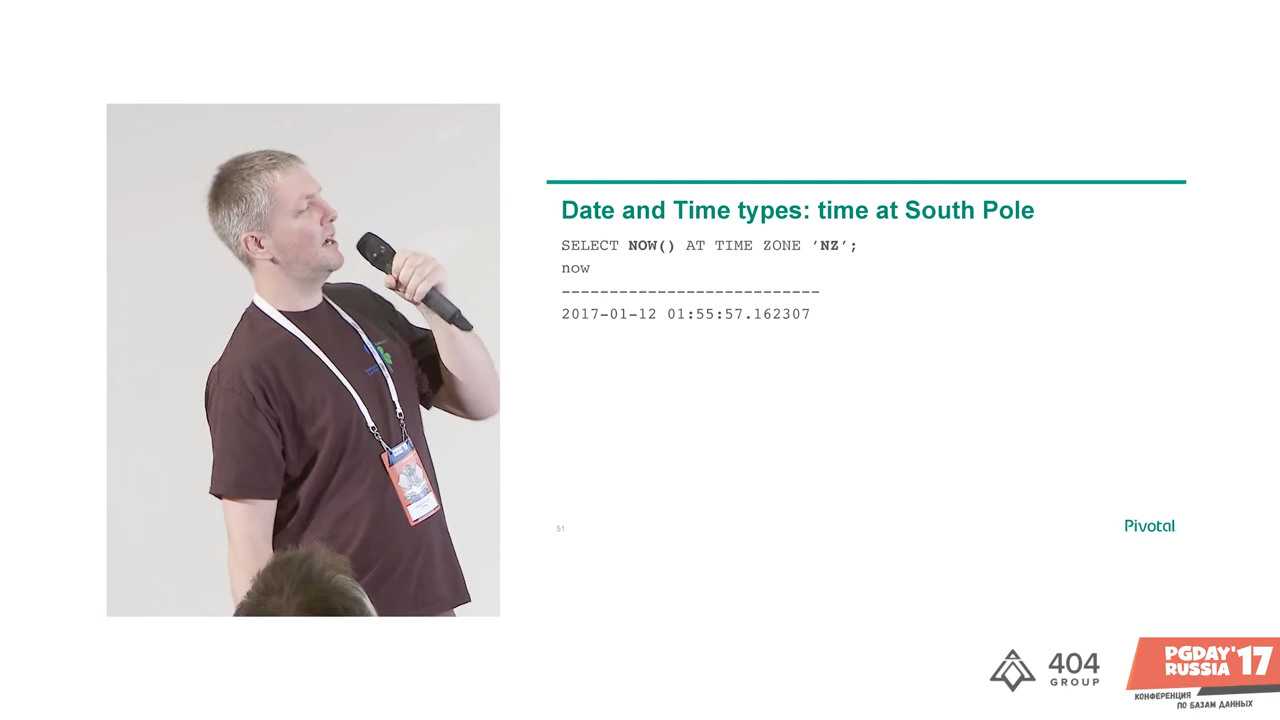 Date and Time types: time at South Pole
SELECT NOW() AT TIME ZONE ’NZ’;
now
---------------------------
2017-01-12 01:55:57.162307
51
Pivotal
404
GROUP
PGDAY'17
RUSSIA
КОНФЕРЕНЦИЯ
ПО БАЗАМ ДАННЫХ